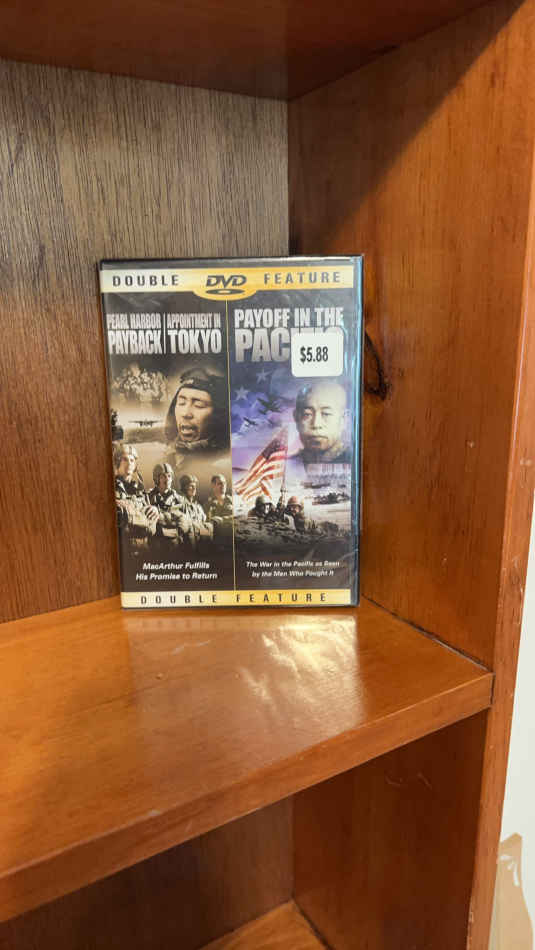 DOUBLE DVD FEATURE
PEARL HARBOR
PAYBACK
APPOINTMENT IN
TOKYO
PAYOFF IN THE
$5.88
MacArthur Fulfills
His Promise to Return
The War in the Pacific as Seen
by the Men Who Fought It
DOUBLE FEATURE